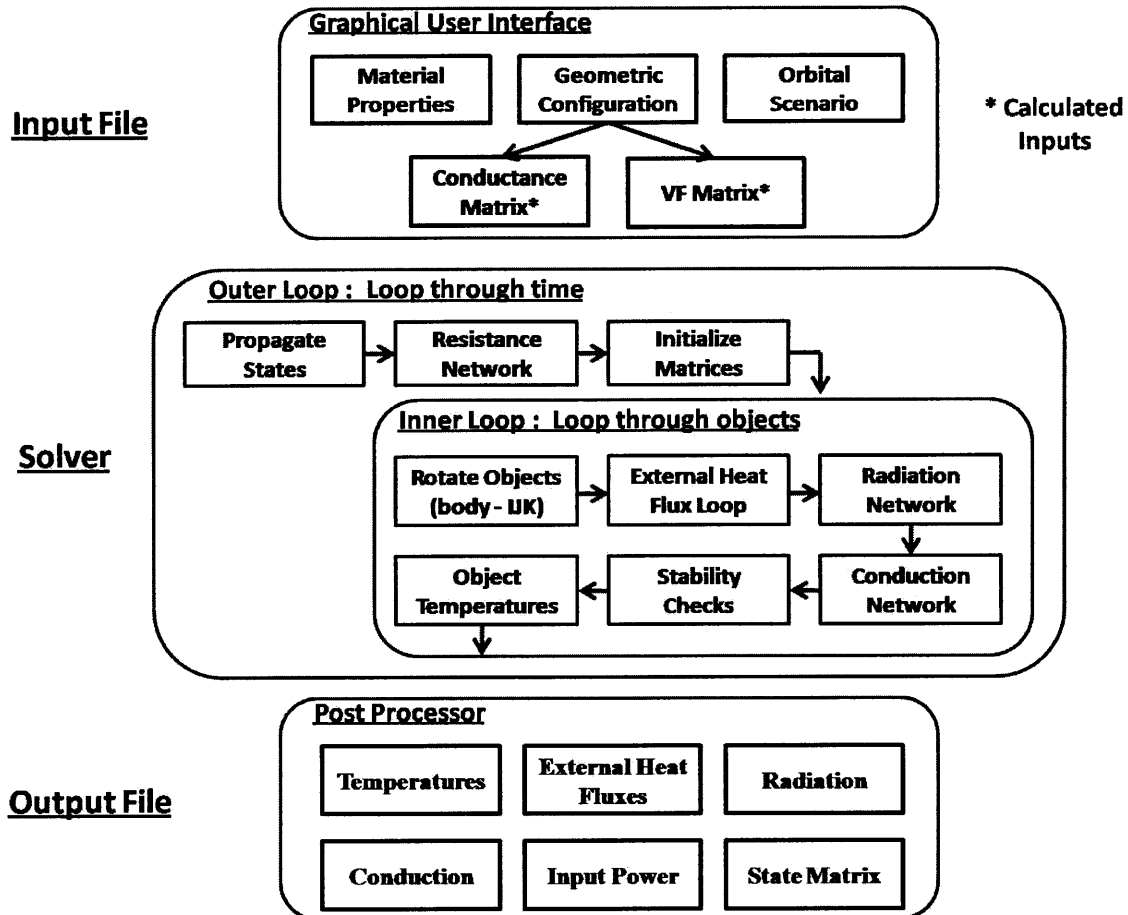 Graphical User Interface
Material
Properties
Geometric
Configuration
Orbital
Scenario
Input File
* Calculated
Inputs
Conductance
Matrix*
VF Matrix*
Outer Loop : Loop through time
Propagate
States
Resistance
Network
Initialize
Matrices
Inner Loop : Loop through objects
Solver
Rotate Objects
(body - IJK)
External Heat
Flux Loop
Radiation
Network
Object
Temperatures
Stability
Checks
Conduction
Network
Post Processor
Output File
Temperatures
External Heat
Fluxes
Radiation
Conduction
Input Power
State Matrix